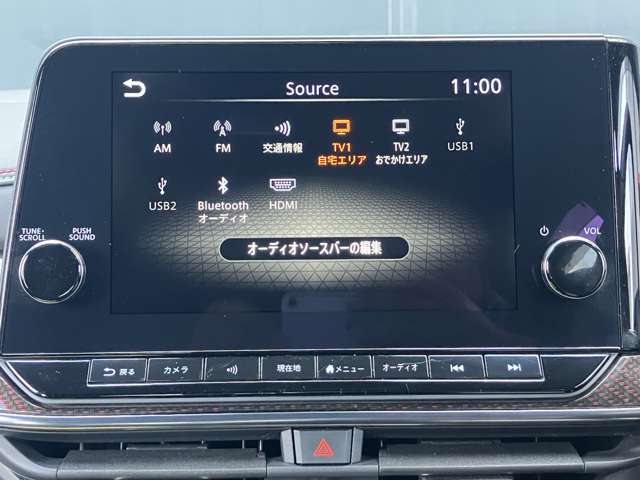 Source
11:00
AM
FM
交通情報
TV1
自宅エリア
TV2
おでかけエリア
USB1
USB2
Bluetooth
オーディオ
HDMI
オーディオソースバーの編集
TUNE・
SCROLL
PUSH
SOUND
VOL
戻る
カメラ
現在地
メニュー
オーディオ